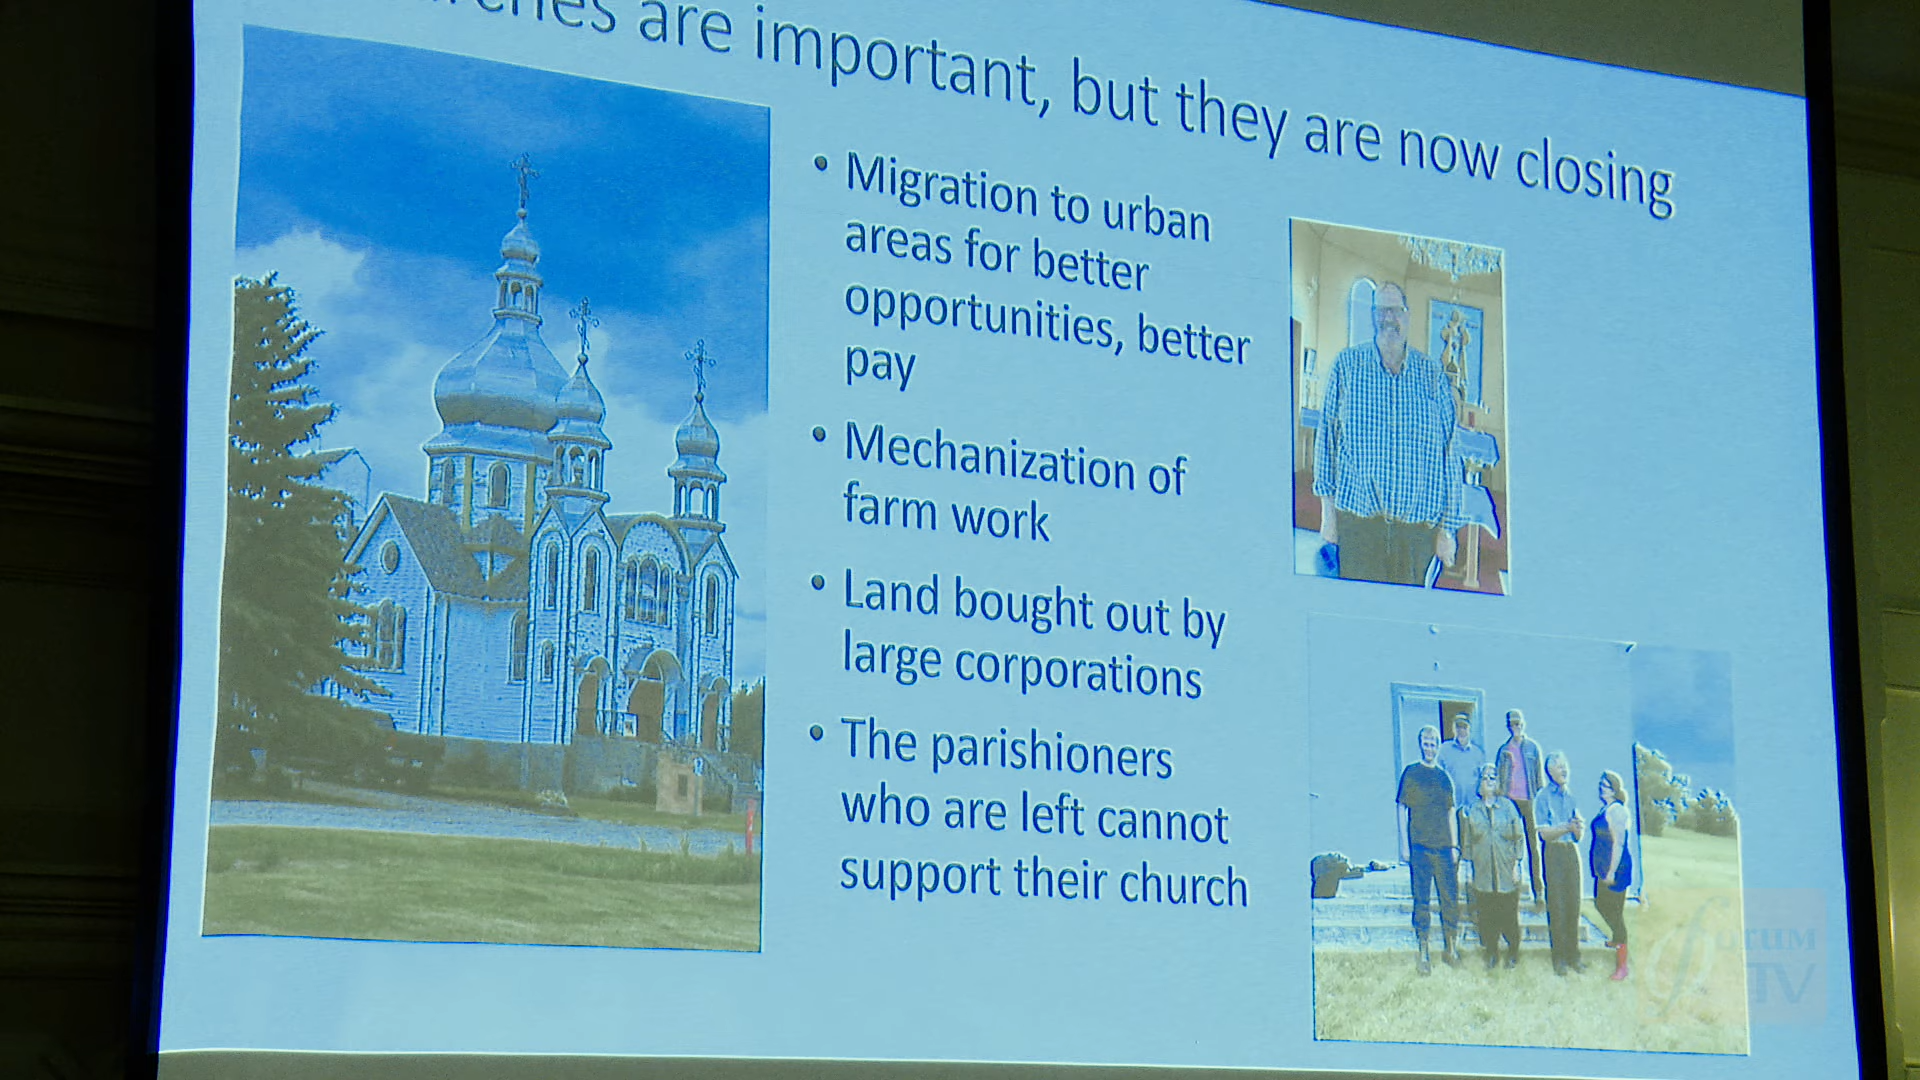 are important, but they are now closing
• Migration to urban
areas for better
opportunities, better
pay
• Mechanization of
farm work
• Land bought out by
large corporations
• The parishioners
who are left cannot
support their church
TV